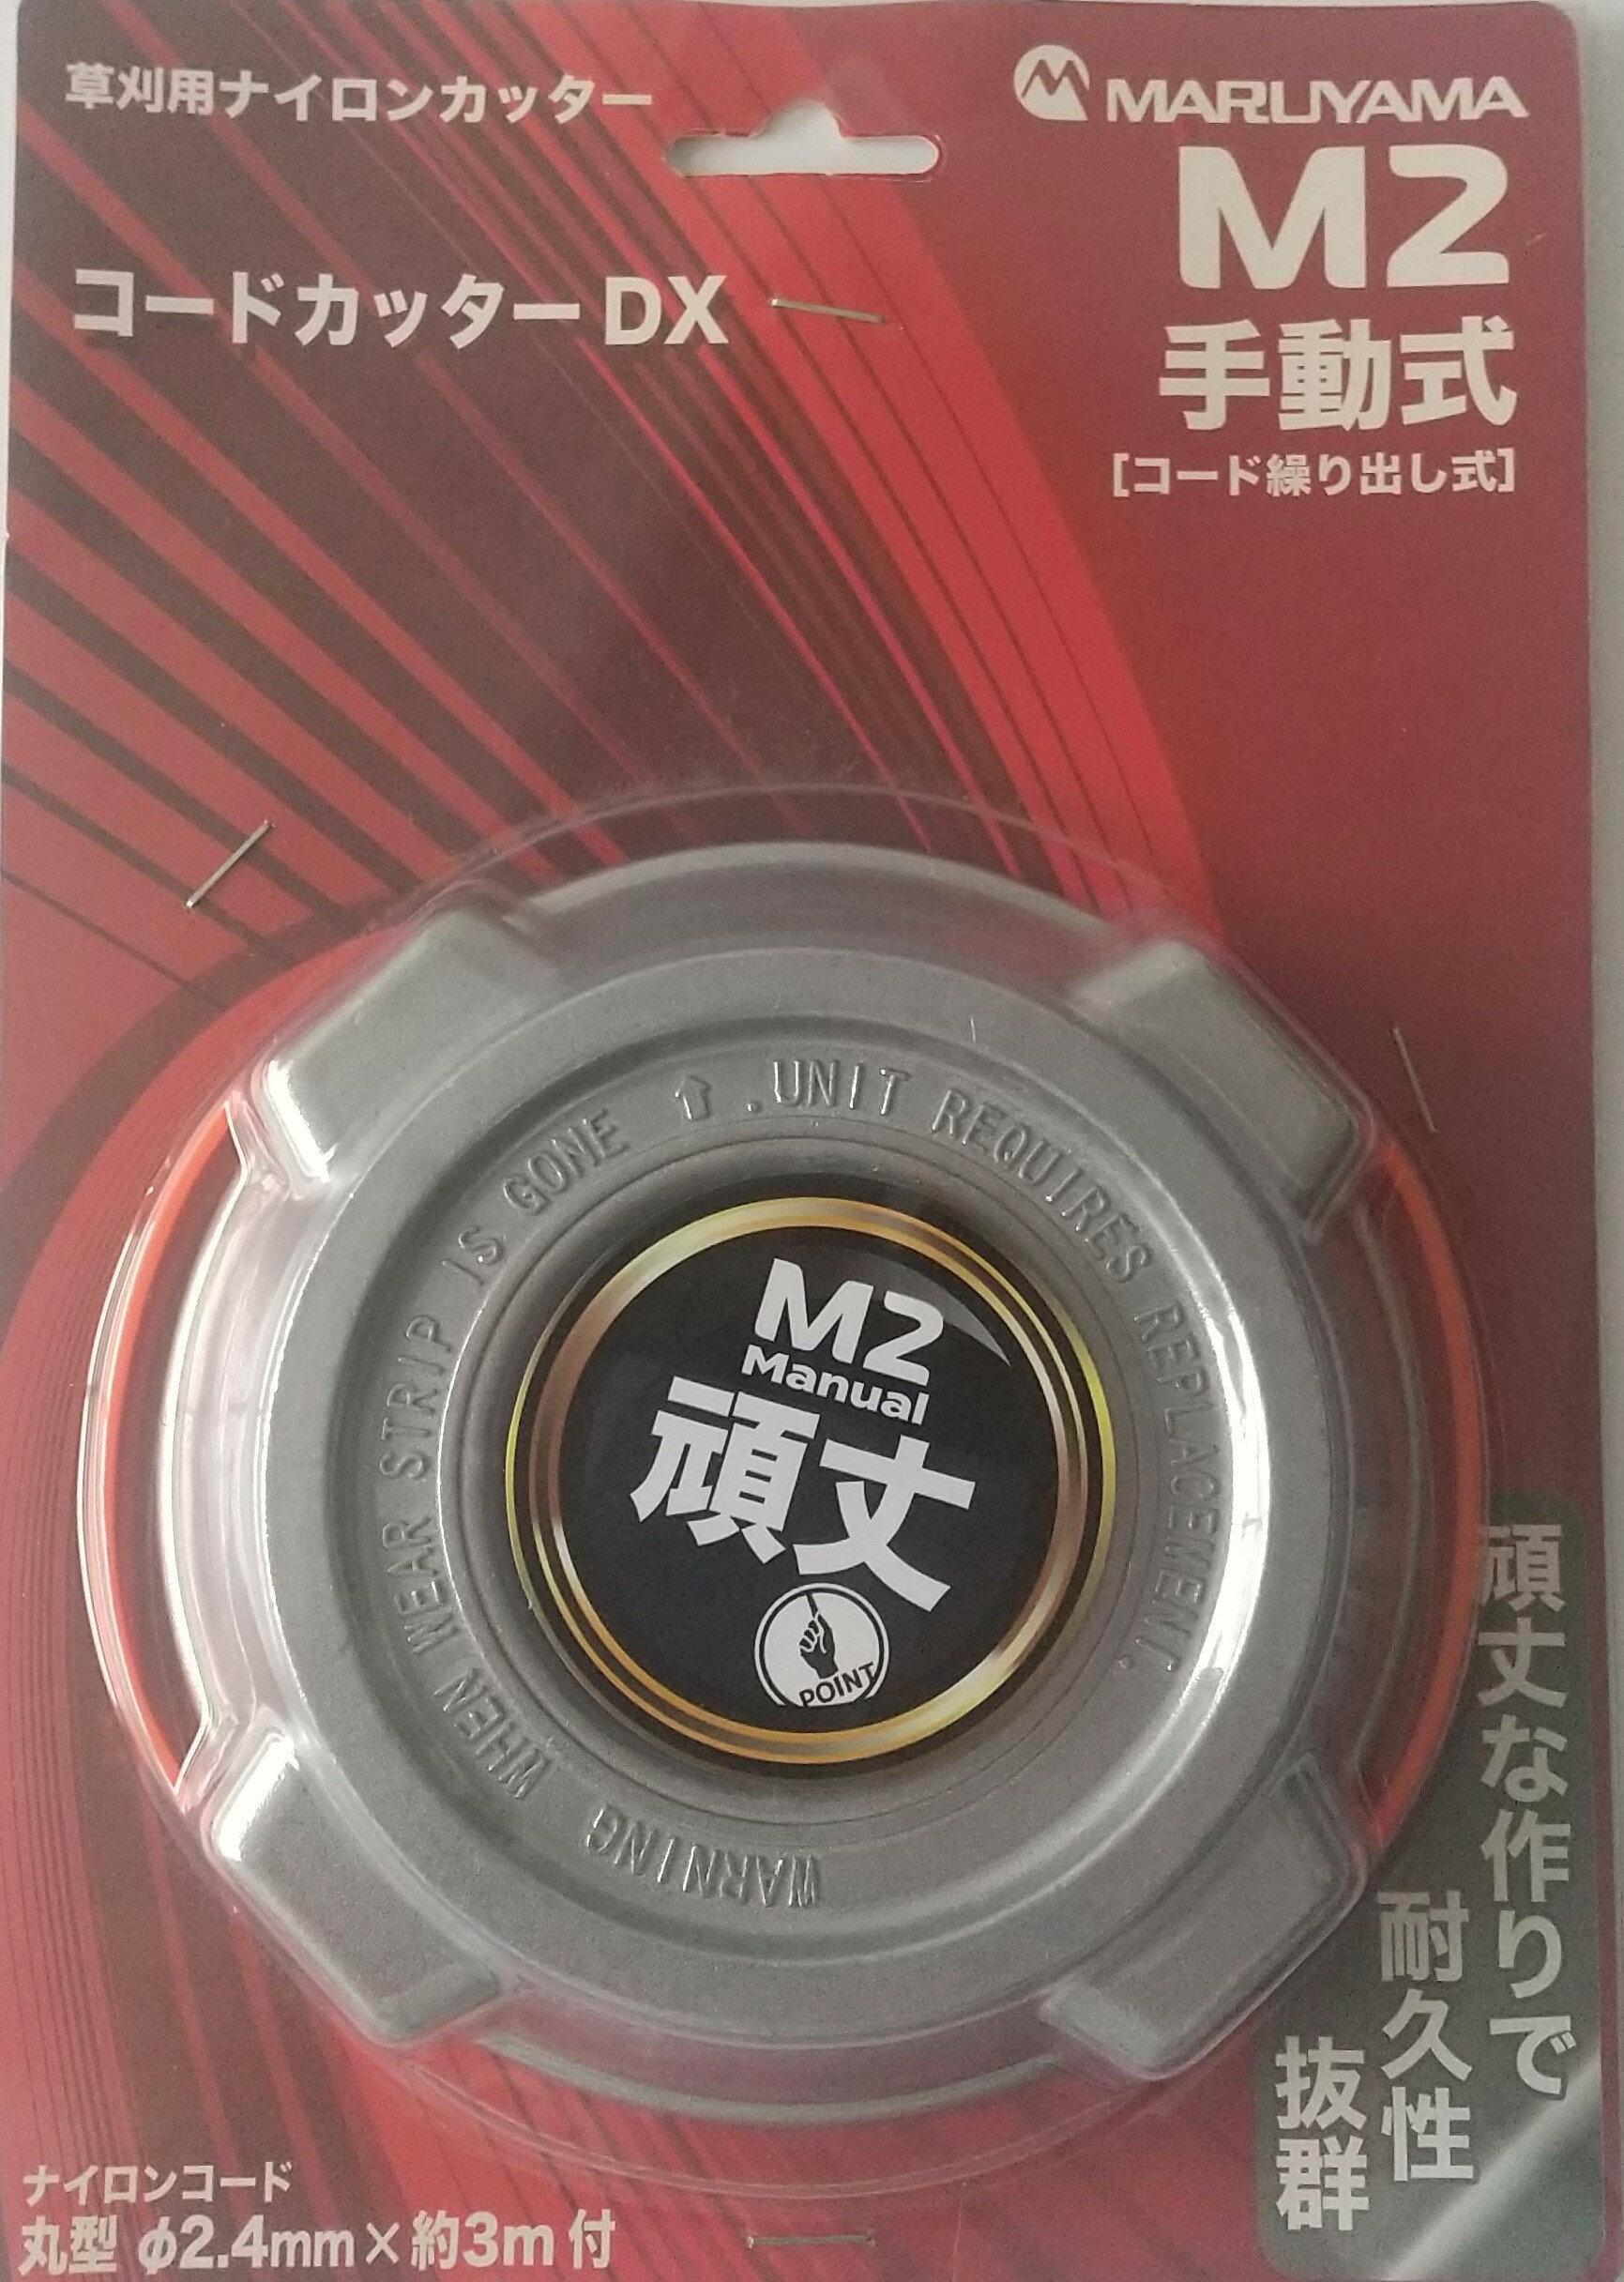 草刈用ナイロンカッター
MARUYAMA
M2
手動式
[コード繰り出し式]
コードカッターDX
WARNING WHEN WEAR STRIP IS GONE ⇧ .UNIT REQUIRES REPLACEMENT.
M2
Manual
頑丈
POINT
頑丈な作りで
耐久性
抜群
ナイロンコード
丸型 φ2.4mm×約3m付